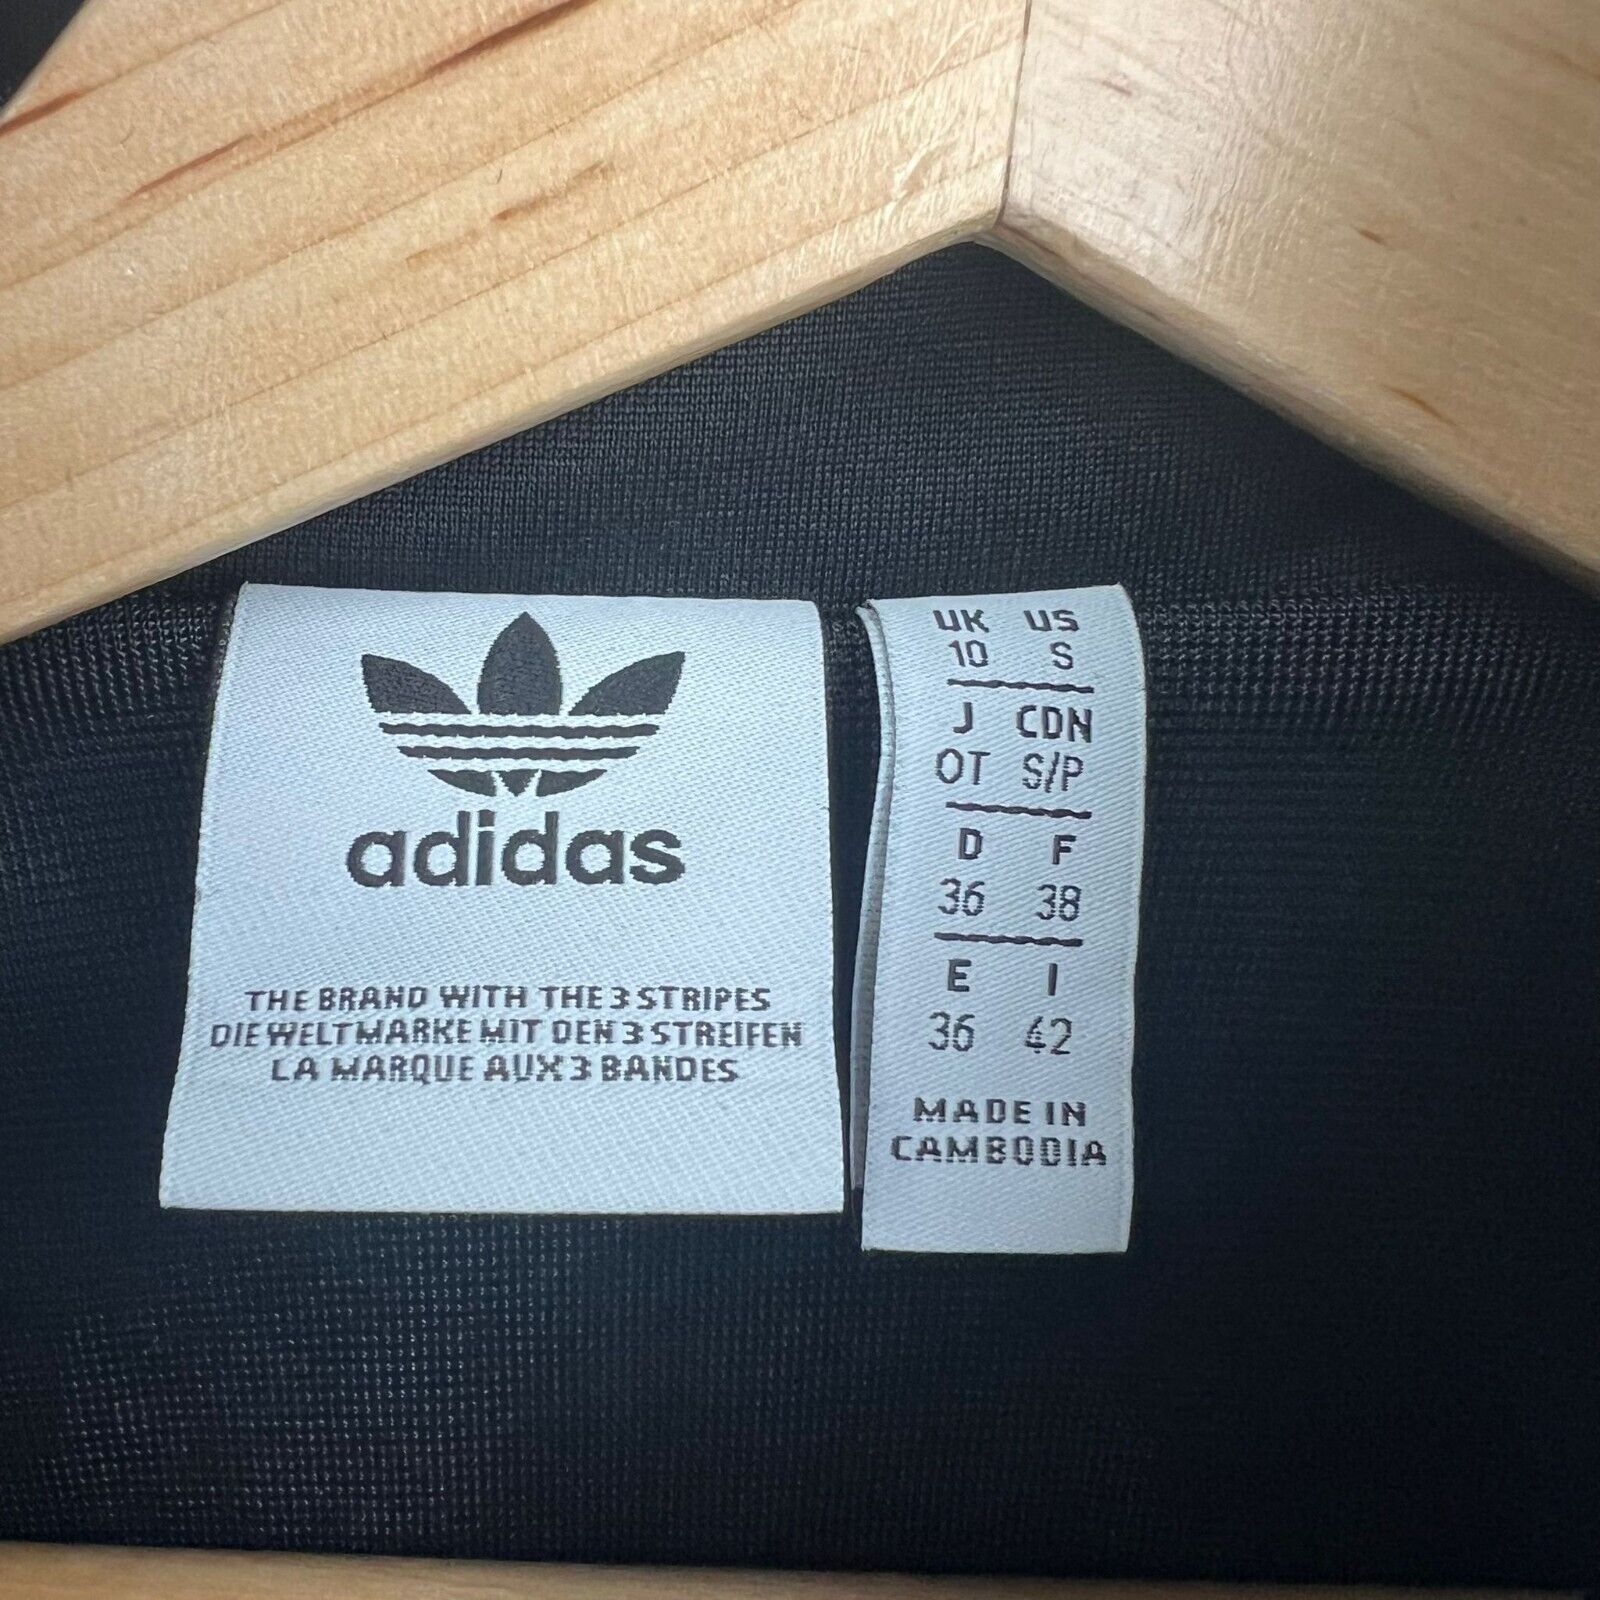 adidas
THE BRAND WITH THE 3 STRIPES
DIE WELTMARKE MIT DEN 3 STREIFEN
LA MARQUE AUX 3 BANDES
UK US
10 S
J CDN
OT S/P
D F
36 38
E I
36 42
MADE IN
CAMBODIA